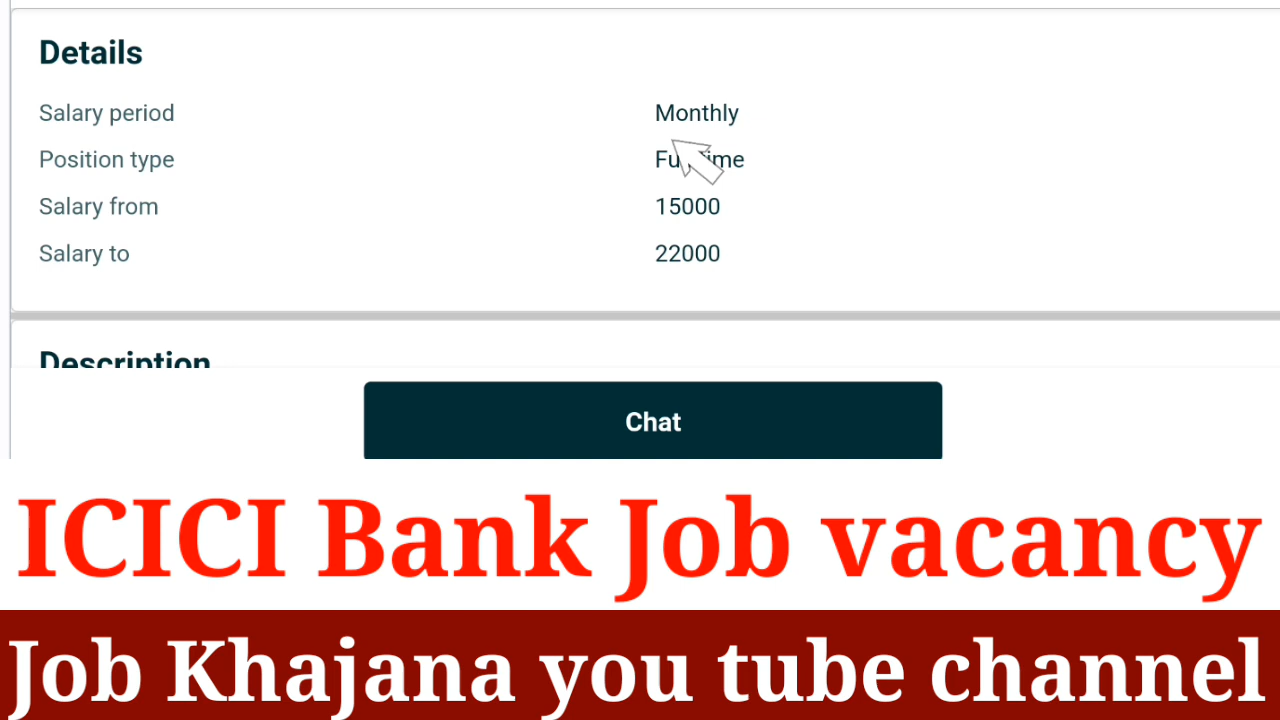 Details
Salary period Monthly
Position type
Salary from 15000
Salary to 22000
Description
Chat
ICICI Bank Job vacancy
Job Khajana you tube channel